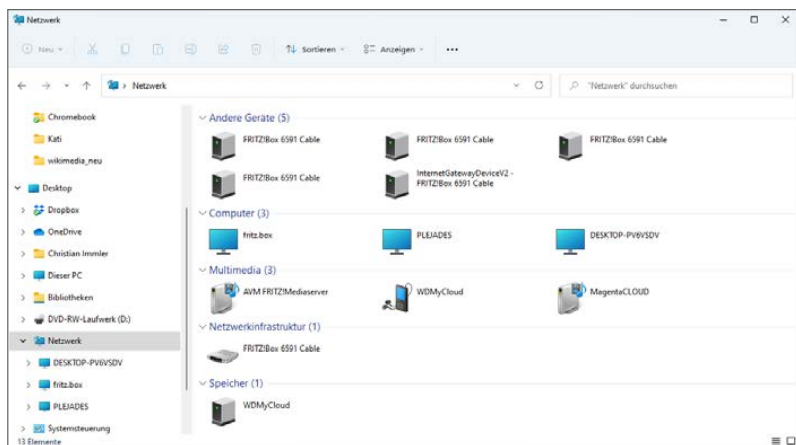 Netzwerk
Neu
Sortieren
Anzeigen
Netzwerk
"Netzwerk" durchsuchen
Chromebook
Kati
wikimedia_neu
Desktop
Dropbox
OneDrive
Christian Immler
Dieser PC
Bibliotheken
DVD-RW-Laufwerk (D:)
Netzwerk
DESKTOP-PV6VSDV
fritz.box
PLEJADES
Systemsteuerung
13 Elemente
Andere Geräte (5)
FRITZ!Box 6591 Cable
FRITZ!Box 6591 Cable
FRITZ!Box 6591 Cable
FRITZ!Box 6591 Cable
InternetGatewayDeviceV2 -
FRITZ!Box 6591 Cable
Computer (3)
fritz.box
PLEJADES
DESKTOP-PV6VSDV
Multimedia (3)
AVM FRITZ!Mediaserver
WDMyCloud
MagentaCLOUD
Netzwerkinfrastruktur (1)
FRITZ!Box 6591 Cable
Speicher (1)
WDMyCloud